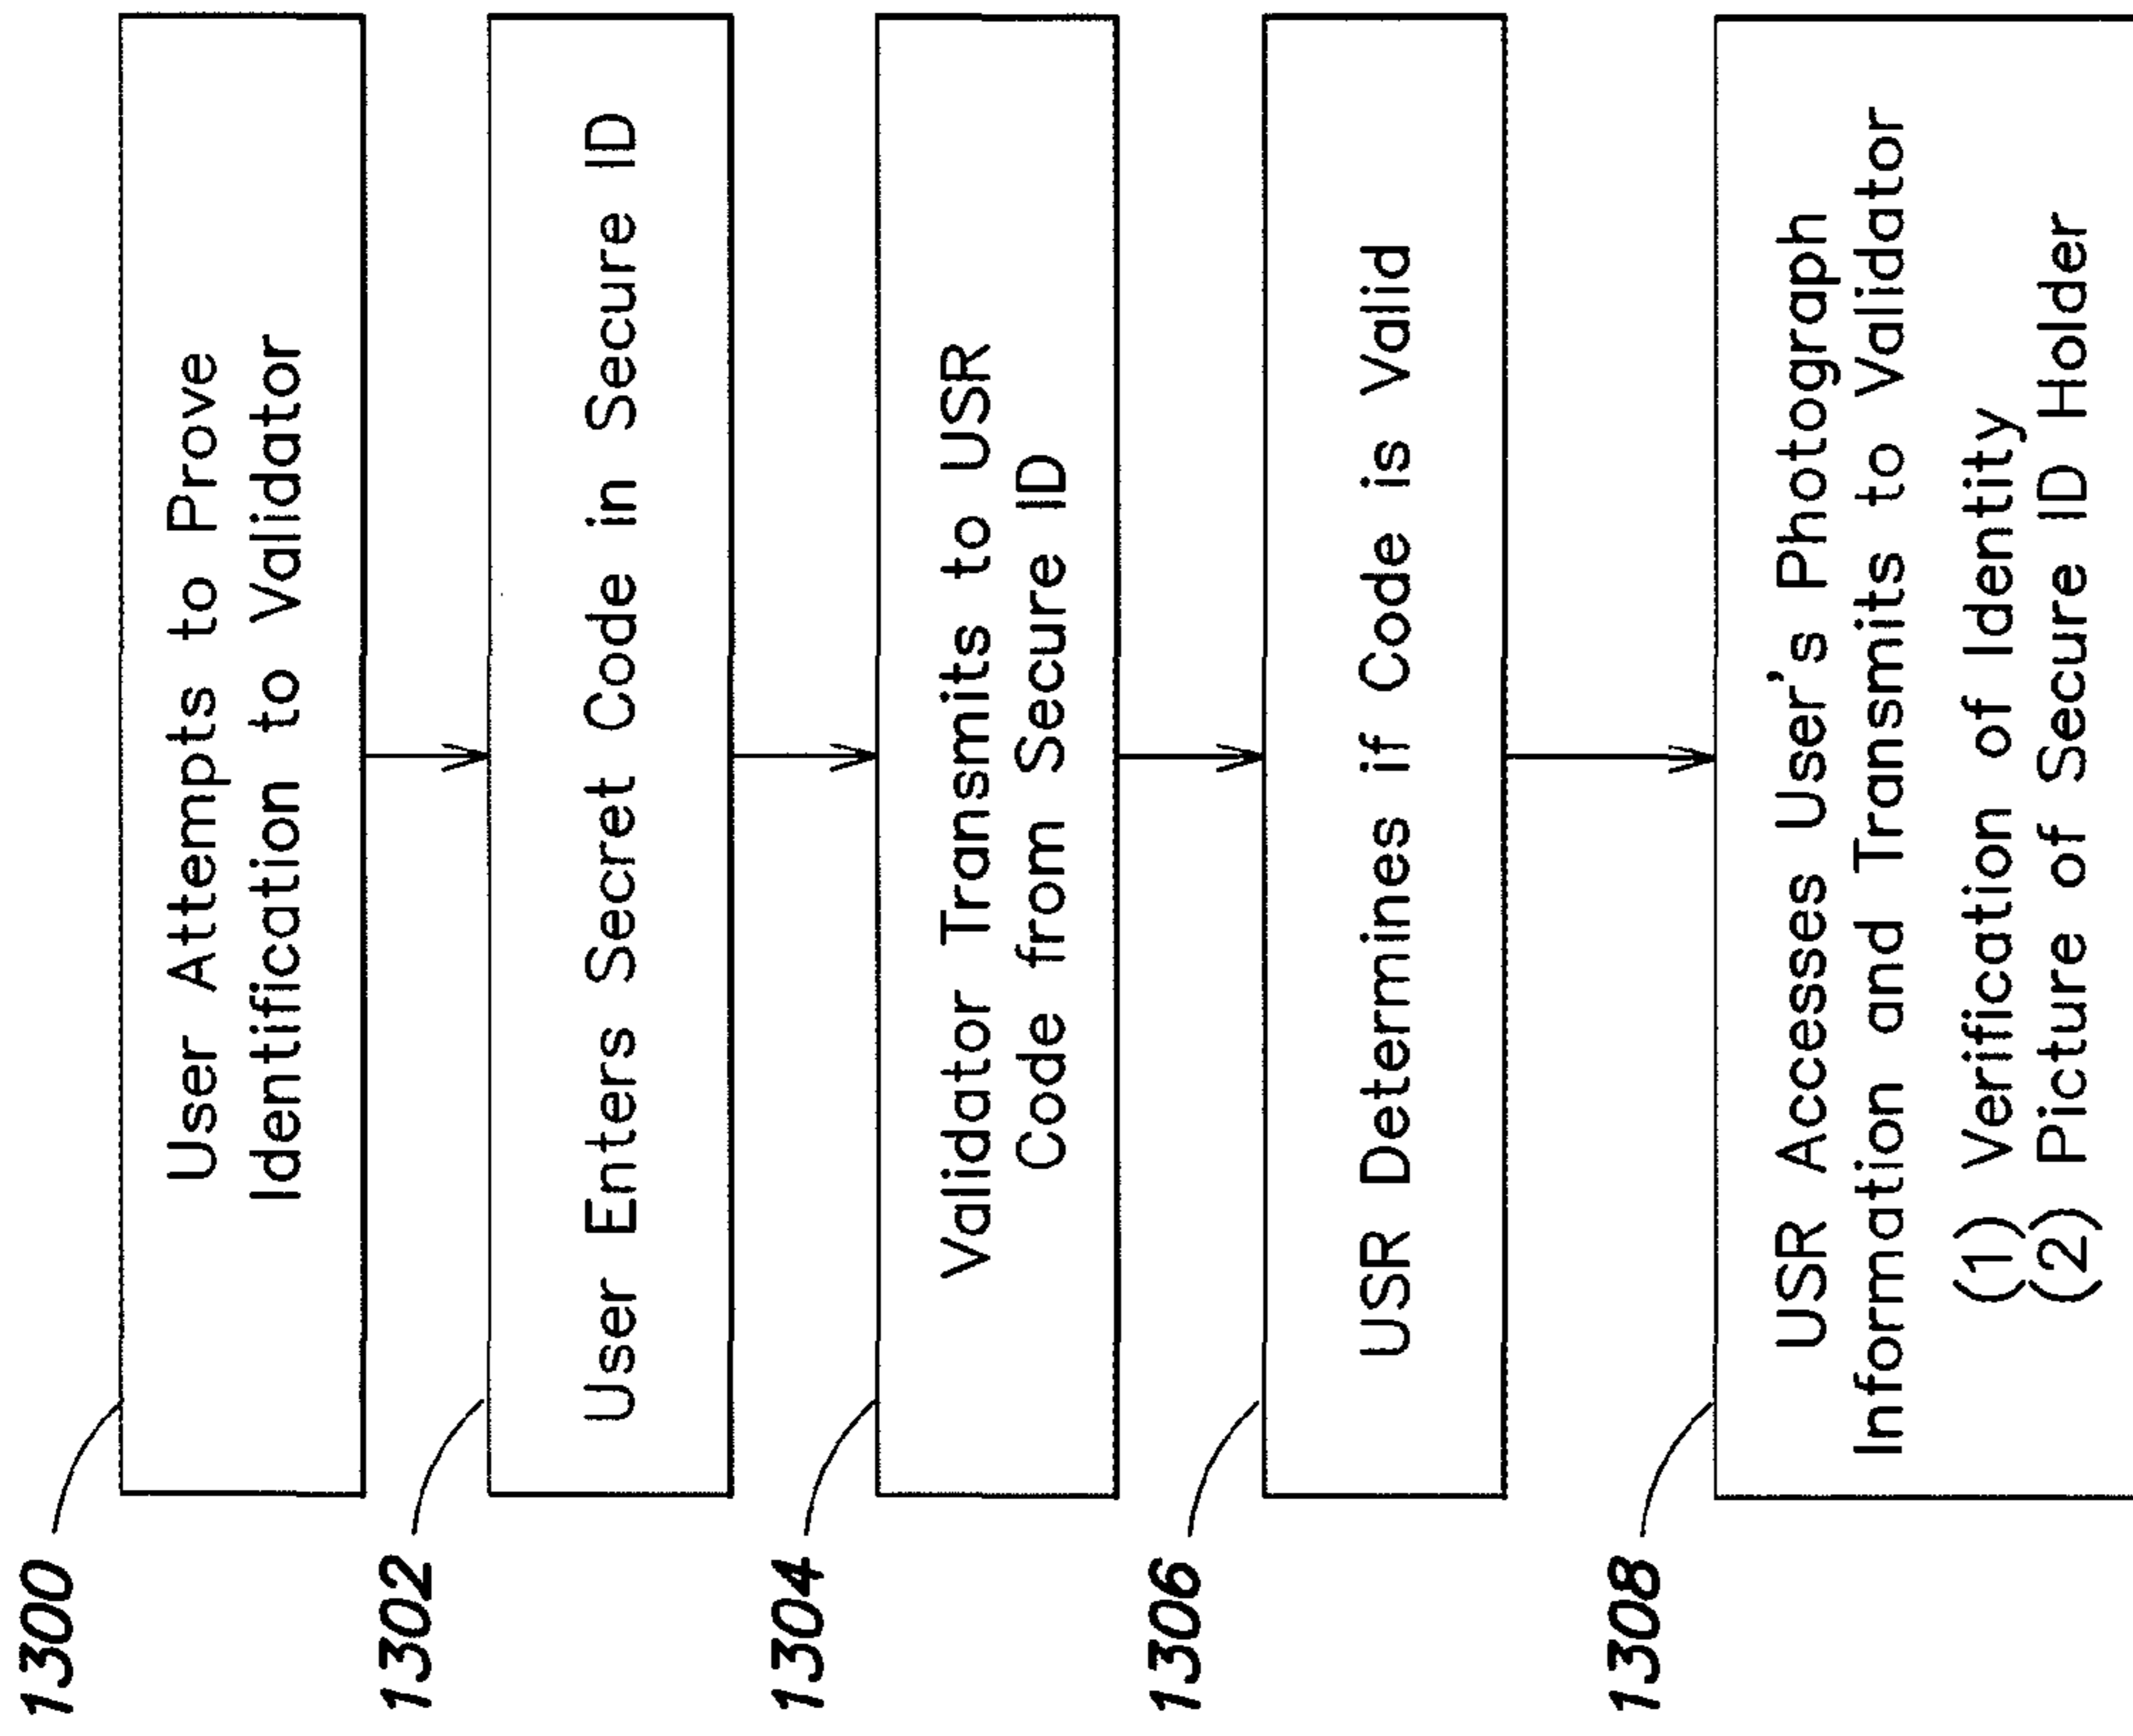 1300
User Attempts to Prove
Identification to Validator
1302
User Enters Secret Code in Secure ID
1304
Validator Transmits to USR
Code from Secure ID
1306
USR Determines if Code is Valid
1308
USR Accesses User's Photograph
Information and Transmits to Validator
(1) Verification of Identity
(2) Picture of Secure ID Holder